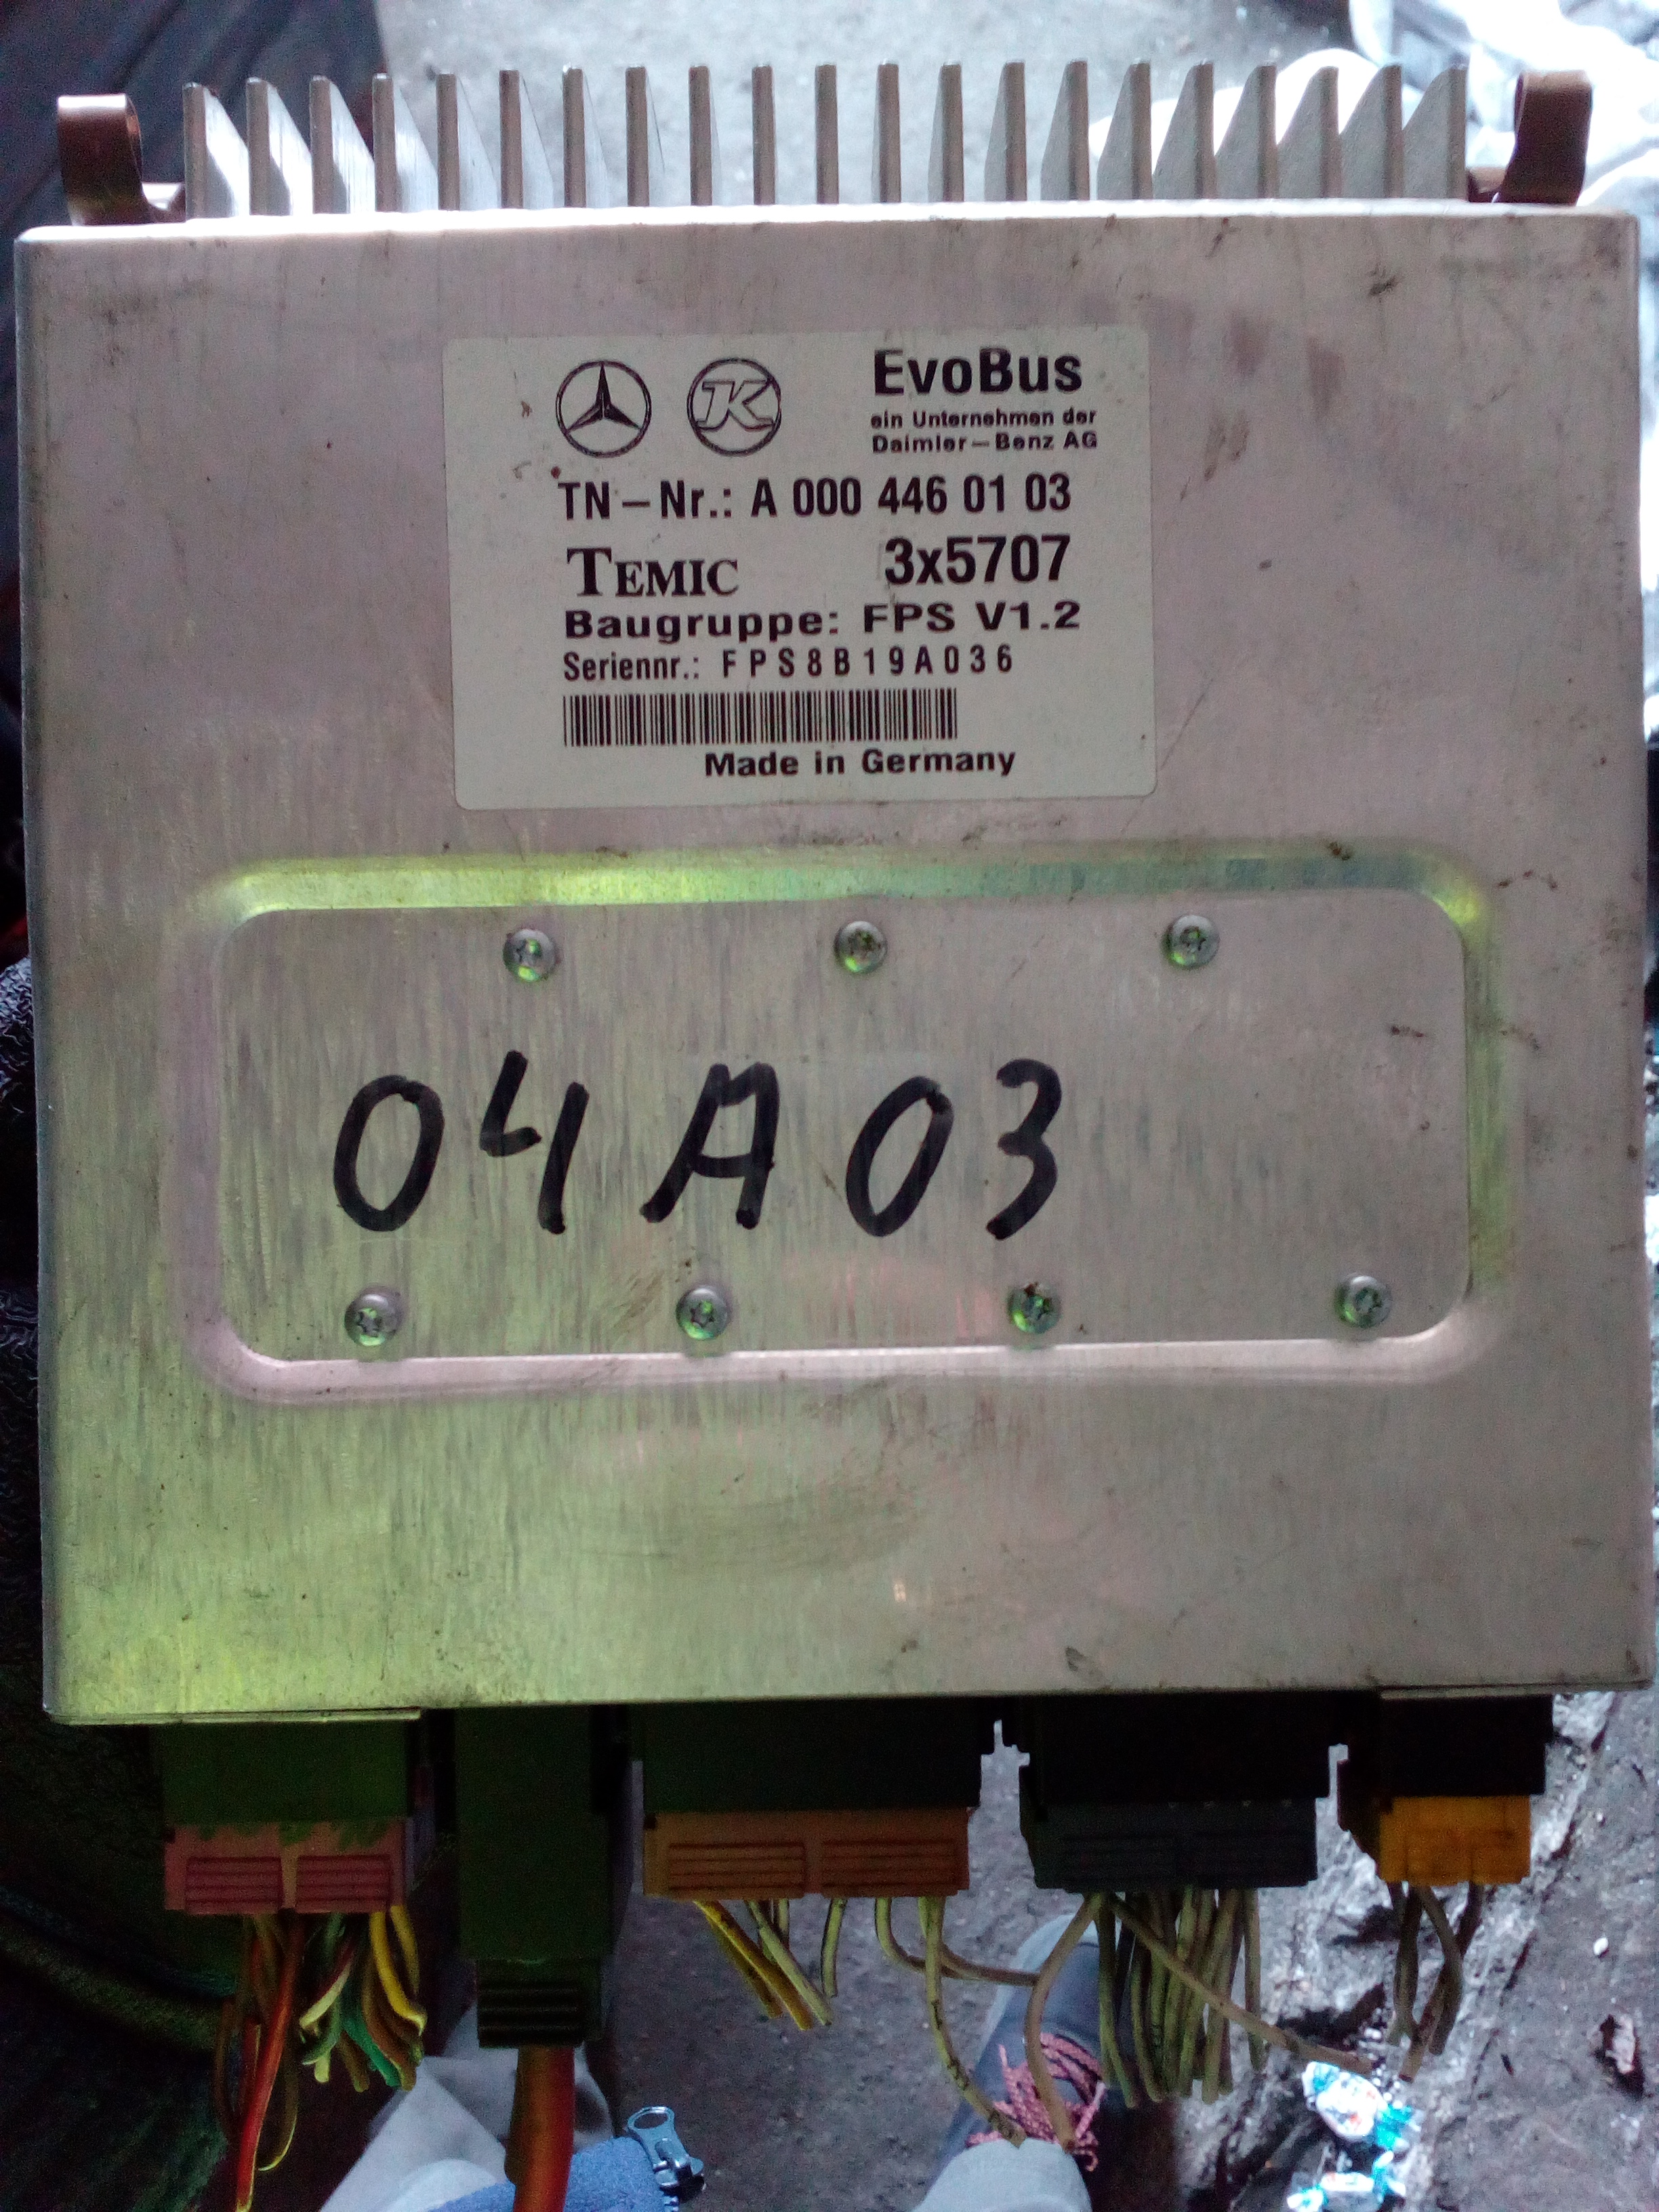 K
EvoBus
ein Unternehmen der
Daimler-Benz AG
TN-Nr.: A 000 446 01 03
TEMIC 3x5707
Baugruppe: FPS V1.2
Seriennr.: FPS8B19A036
Made in Germany
04A03